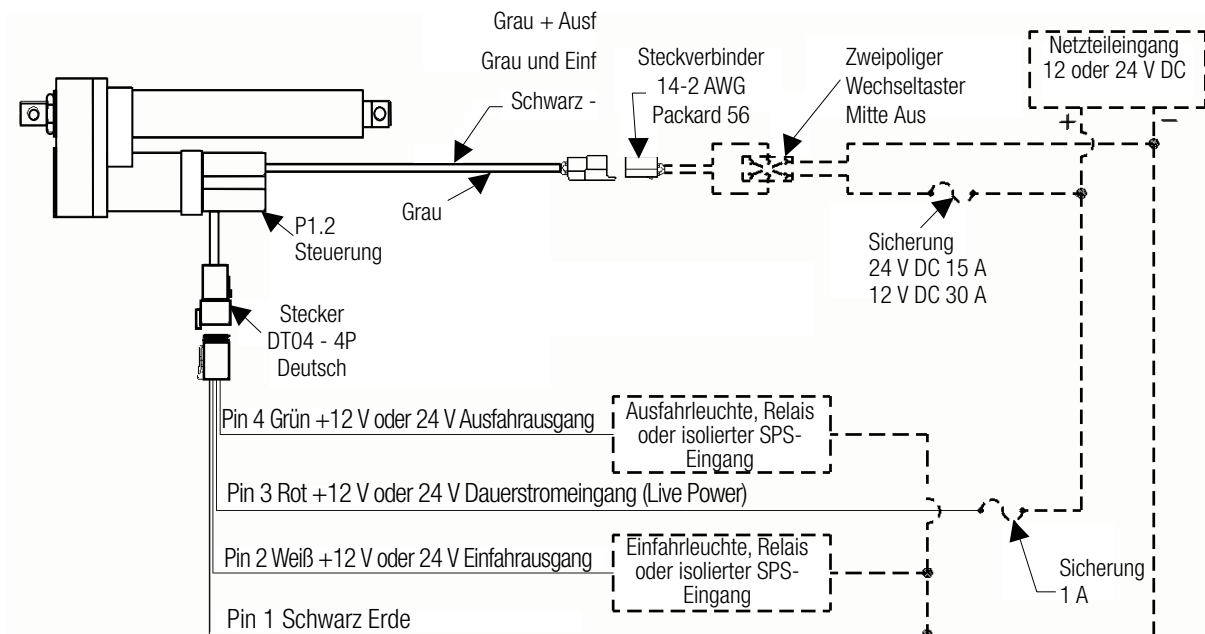 Grau + Ausf
Grau und Einf
Schwarz -
Grau
Steckverbinder
14-2 AWG
Packard 56
Zweipoliger
Wechseltaster
Mitte Aus
Netzteileingang
12 oder 24 V DC
+
−
Sicherung
24 V DC 15 A
12 V DC 30 A
P1.2
Steuerung
Stecker
DT04 - 4P
Deutsch
Pin 4 Grün +12 V oder 24 V Ausfahrausgang
Ausfahrleuchte, Relais
oder isolierter SPS-
Eingang
Pin 3 Rot +12 V oder 24 V Dauerstromeingang (Live Power)
Pin 2 Weiß +12 V oder 24 V Einfahrausgang
Einfahrleuchte, Relais
oder isolierter SPS-
Eingang
Sicherung
1 A
Pin 1 Schwarz Erde